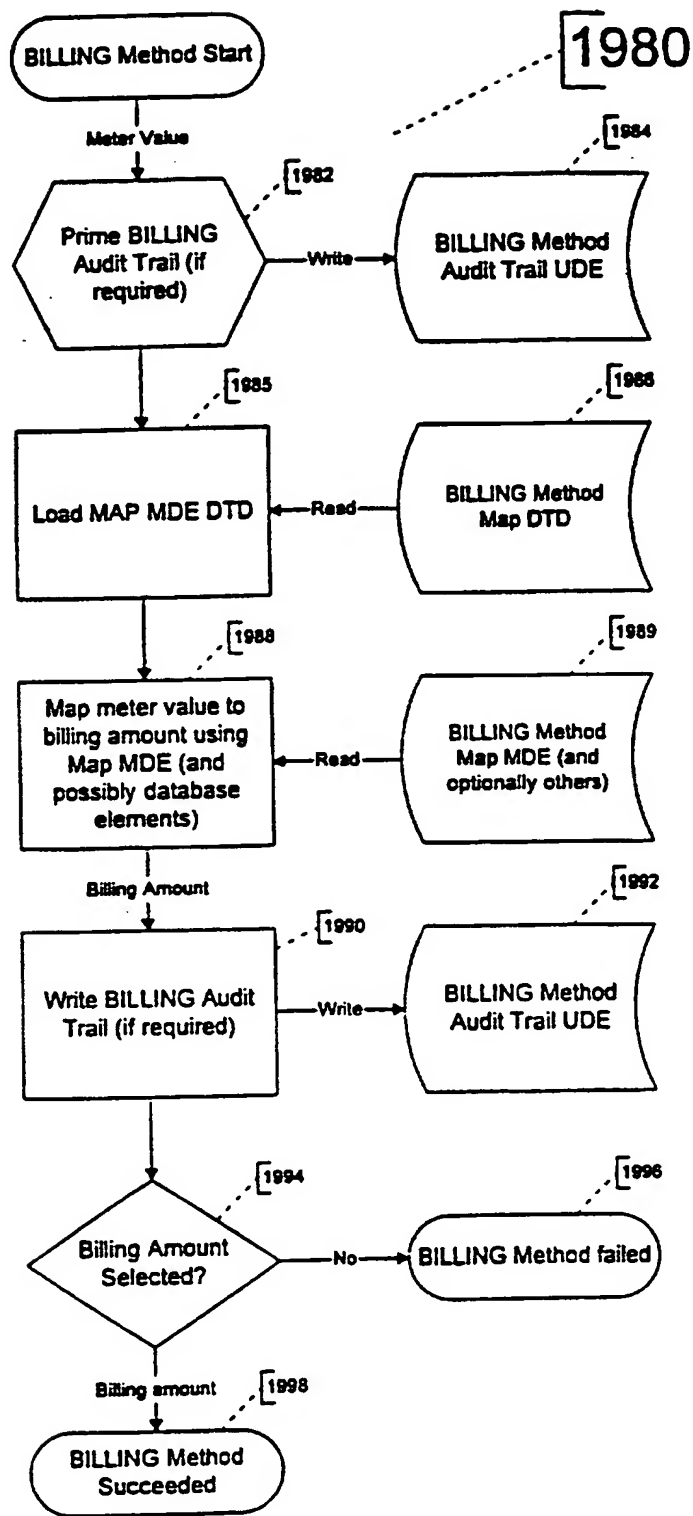 BILLING Method Start
1980
Meter Value
1982
1984
Prime BILLING
Audit Trail (if
required)
Write
BILLING Method
Audit Trail UDE
1985
1986
Load MAP MDE DTD
Read
BILLING Method
Map DTD
1988
1989
Map meter value to
billing amount using
Map MDE (and
possibly database
elements)
Read
BILLING Method
Map MDE (and
optionally others)
Billing Amount
1990
1992
Write BILLING Audit
Trail (if required)
Write
BILLING Method
Audit Trail UDE
1994
1996
Billing Amount
Selected?
No
BILLING Method failed
Billing amount
1998
BILLING Method
Succeeded